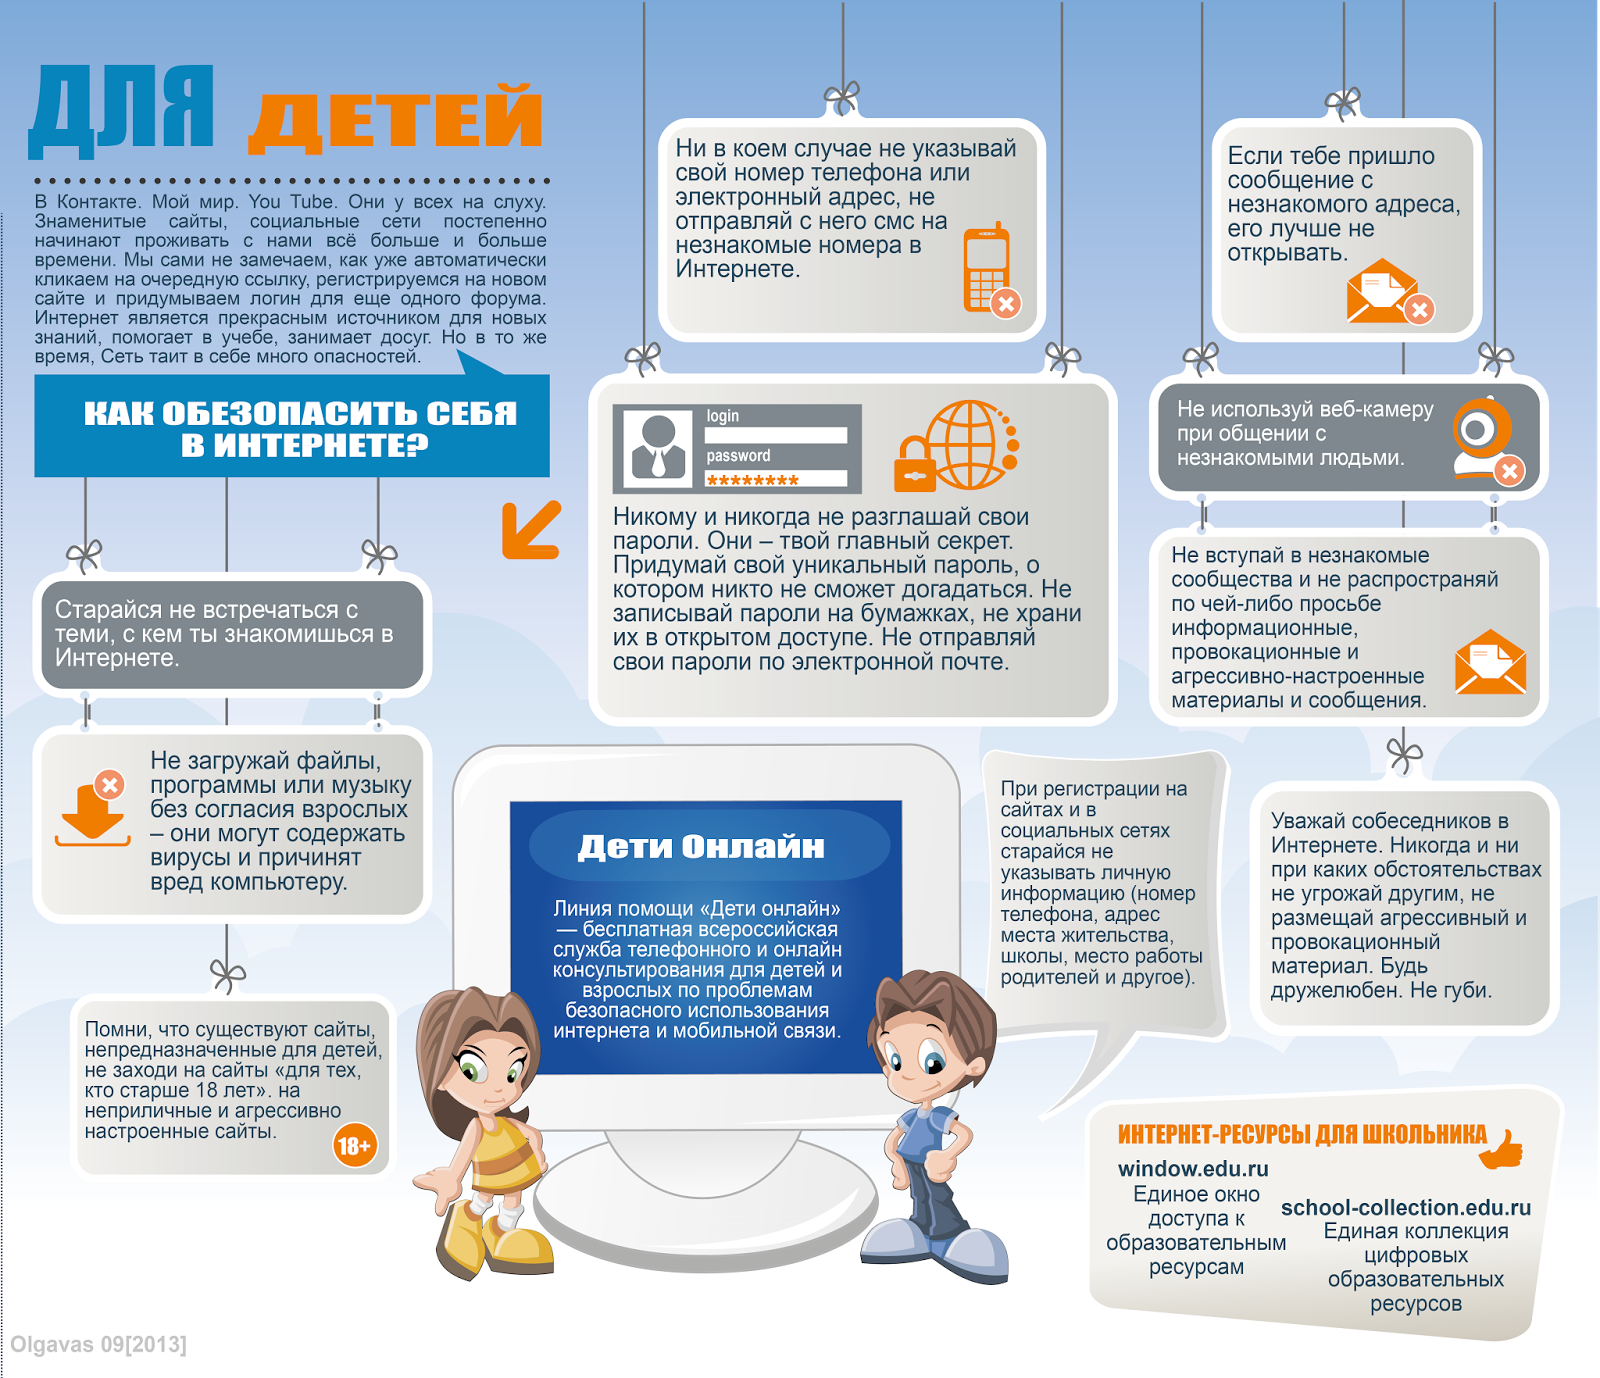 ДЛЯ ДЕТЕЙ
В Контакте. Мой мир. You Tube. Они у всех на слуху.
Знаменитые сайты, социальные сети постепенно
начинают проживать с нами всё больше и больше
времени. Мы сами не замечаем, как уже автоматически
кликаем на очередную ссылку, регистрируемся на новом
сайте и придумываем логин для еще одного форума.
Интернет является прекрасным источником для новых
знаний, помогает в учебе, занимает досуг. Но в то же
время, Сеть таит в себе много опасностей.
КАК ОБЕЗОПАСИТЬ СЕБЯ
В ИНТЕРНЕТЕ?
Старайся не встречаться с
теми, с кем ты знакомишься в
Интернете.
Не загружай файлы,
программы или музыку
без согласия взрослых
– они могут содержать
вирусы и причинят
вред компьютеру.
Помни, что существуют сайты,
непредназначенные для детей,
не заходи на сайты «для тех,
кто старше 18 лет». на
неприличные и агрессивно
настроенные сайты.
18+
Ни в коем случае не указывай
свой номер телефона или
электронный адрес, не
отправляй с него смс на
незнакомые номера в
Интернете.
login
password
********
Никому и никогда не разглашай свои
пароли. Они – твой главный секрет.
Придумай свой уникальный пароль, о
котором никто не сможет догадаться. Не
записывай пароли на бумажках, не храни
их в открытом доступе. Не отправляй
свои пароли по электронной почте.
Если тебе пришло
сообщение с
незнакомого адреса,
его лучше не
открывать.
Не используй веб-камеру
при общении с
незнакомыми людьми.
Не вступай в незнакомые
сообщества и не распространяй
по чей-либо просьбе
информационные,
провокационные и
агрессивно-настроенные
материалы и сообщения.
Дети Онлайн
Линия помощи «Дети онлайн»
— бесплатная всероссийская
служба телефонного и онлайн
консультирования для детей и
взрослых по проблемам
безопасного использования
интернета и мобильной связи.
При регистрации на
сайтах и в
социальных сетях
старайся не
указывать личную
информацию (номер
телефона, адрес
места жительства,
школы, место работы
родителей и другое).
Уважай собеседников в
Интернете. Никогда и ни
при каких обстоятельствах
не угрожай другим, не
размещай агрессивный и
провокационный
материал. Будь
дружелюбен. Не губи.
ИНТЕРНЕТ-РЕСУРСЫ ДЛЯ ШКОЛЬНИКА
window.edu.ru
Единое окно
доступа к
образовательным
ресурсам
school-collection.edu.ru
Единая коллекция
цифровых
образовательных
ресурсов
Olgavas 09[2013]